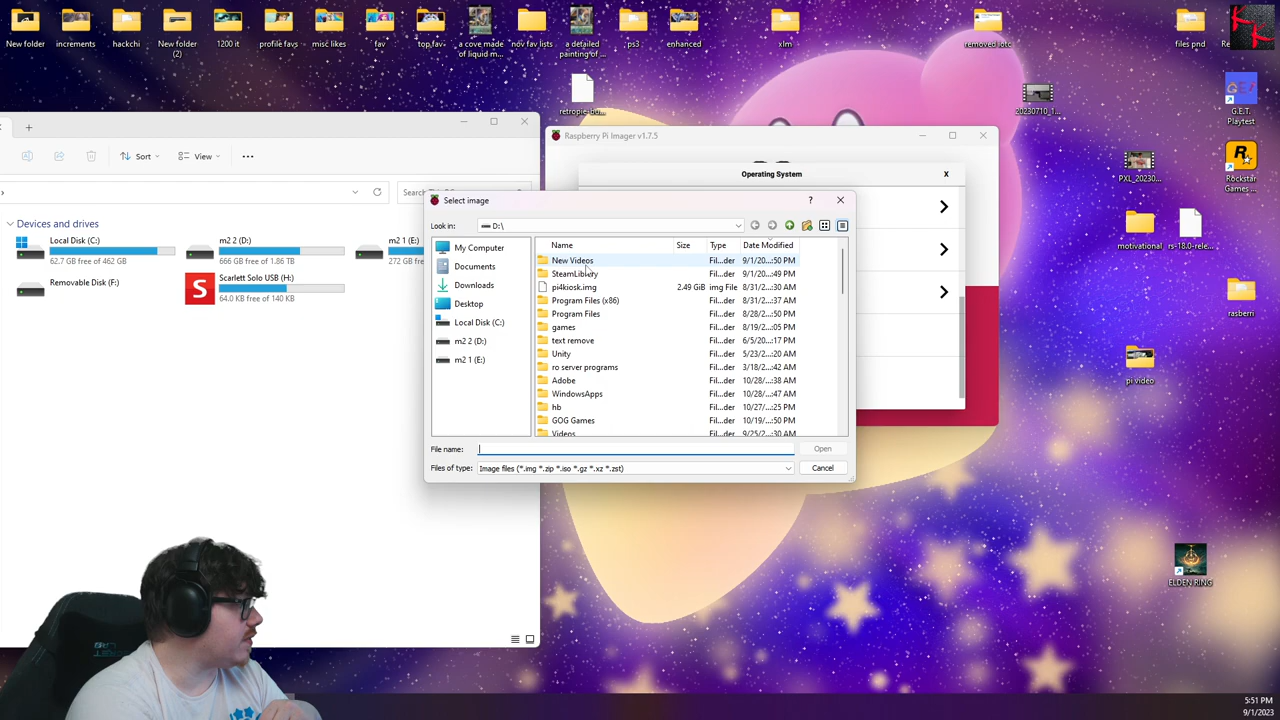 New folder
increments
hackchi
New folder
(2)
1200 it
profile favs
misc likes
fav
top fav
a cove made
of liquid m...
nov fav lists
a detailed
painting of ...
ps3
enhanced
xlm
removed lotc
files pnd
retropie-bu...
20230710_1...
G.E.T.
Playtest
PXL_20230...
Rockstar
Games ...
motivational
rs-18.0-rele...
rasberri
pi video
ELDEN RING
Sort
View
Search
Devices and drives
Local Disk (C:)
62.7 GB free of 462 GB
m2 2 (D:)
666 GB free of 1.86 TB
m2 1 (E:)
272 GB
Removable Disk (F:)
Scarlett Solo USB (H:)
64.0 KB free of 140 KB
Raspberry Pi Imager v1.7.5
Operating System
X
Select image
?
Look in:
D:\
My Computer
Documents
Downloads
Desktop
Local Disk (C:)
m2 2 (D:)
m2 1 (E:)
Name Size Type Date Modified
New Videos Fil...der 9/1/20...:50 PM
SteamLibrary Fil...der 9/1/20...:49 PM
pi4kiosk.img 2.49 GiB img File 8/31/2...:30 AM
Program Files (x86) Fil...der 8/31/2...:00 AM
Program Files Fil...der 8/28/2...:50 PM
games Fil...der 8/19/2...:05 PM
text remove Fil...der 6/5/20...:17 PM
Unity Fil...der 5/23/2...:20 AM
ro server programs Fil...der 3/18/2...:42 AM
Adobe Fil...der 10/28/...:38 AM
WindowsApps Fil...der 10/28/...:47 AM
hb Fil...der 10/27/...:25 PM
GOG Games Fil...der 10/19/...:50 PM
Videos Fil...der 9/25/2...:30 AM
File name:
Open
Files of type:
Image files (*.img *.zip *.iso *.gz *.xz *.zst)
Cancel
5:51 PM
9/1/2023